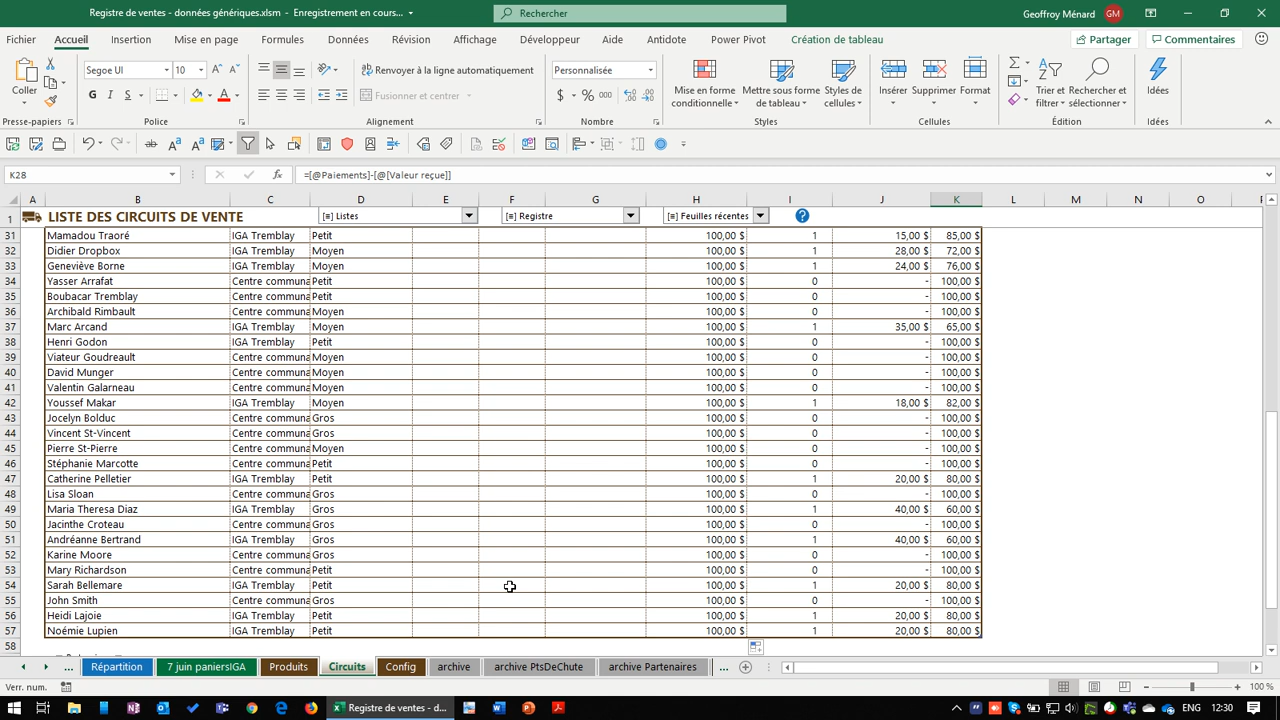 Registre de ventes - données génériques.xlsm - Enregistrement en cours...
Rechercher
Geoffroy Ménard GM
Fichier Accueil Insertion Mise en page Formules Données Révision Affichage Développeur Aide Antidote Power Pivot Création de tableau Partager Commentaires
Coller
Segoe UI 10
Renvoyer à la ligne automatiquement
Personnalisée
Fusionner et centrer
Mise en forme conditionnelle
Mettre sous forme de tableau
Styles de cellules
Insérer Supprimer Format
Trier et filtrer
Rechercher et sélectionner
Idées
Presse-papiers Police Alignement Nombre Styles Cellules Édition Idées
K28 =[@Paiements]-[@[Valeur reçue]]
A B C D E F G H I J K L M N O
1 LISTE DES CIRCUITS DE VENTE [≡] Listes [≡] Registre [≡] Feuilles récentes ?
31 Mamadou Traoré IGA Tremblay Petit 100,00 $ 1 15,00 $ 85,00 $
32 Didier Dropbox IGA Tremblay Moyen 100,00 $ 1 28,00 $ 72,00 $
33 Geneviève Borne IGA Tremblay Moyen 100,00 $ 1 24,00 $ 76,00 $
34 Yasser Arrafat Centre communa Petit 100,00 $ 0 - 100,00 $
35 Boubacar Tremblay Centre communa Petit 100,00 $ 0 - 100,00 $
36 Archibald Rimbault Centre communa Moyen 100,00 $ 0 - 100,00 $
37 Marc Arcand IGA Tremblay Moyen 100,00 $ 1 35,00 $ 65,00 $
38 Henri Godon Centre communa Petit 100,00 $ 0 - 100,00 $
39 Viateur Goudreault Centre communa Moyen 100,00 $ 0 - 100,00 $
40 David Munger Centre communa Moyen 100,00 $ 0 - 100,00 $
41 Valentin Galarneau Centre communa Moyen 100,00 $ 0 - 100,00 $
42 Youssef Makar IGA Tremblay Moyen 100,00 $ 1 18,00 $ 82,00 $
43 Jocelyn Bolduc Centre communa Gros 100,00 $ 0 - 100,00 $
44 Vincent St-Vincent Centre communa Gros 100,00 $ 0 - 100,00 $
45 Pierre St-Pierre Centre communa Moyen 100,00 $ 0 - 100,00 $
46 Stéphanie Marcotte Centre communa Petit 100,00 $ 0 - 100,00 $
47 Catherine Pelletier IGA Tremblay Petit 100,00 $ 1 20,00 $ 80,00 $
48 Lisa Sloan Centre communa Gros 100,00 $ 0 - 100,00 $
49 Maria Theresa Diaz IGA Tremblay Gros 100,00 $ 1 40,00 $ 60,00 $
50 Jacinthe Croteau Centre communa Gros 100,00 $ 0 - 100,00 $
51 Andréanne Bertrand IGA Tremblay Gros 100,00 $ 1 40,00 $ 60,00 $
52 Karine Moore Centre communa Gros 100,00 $ 0 - 100,00 $
53 Mary Richardson Centre communa Petit 100,00 $ 0 - 100,00 $
54 Sarah Bellemare IGA Tremblay Petit 100,00 $ 1 20,00 $ 80,00 $
55 John Smith Centre communa Gros 100,00 $ 0 - 100,00 $
56 Heidi Lajoie IGA Tremblay Petit 100,00 $ 1 20,00 $ 80,00 $
57 Noémie Lupien IGA Tremblay Petit 100,00 $ 1 20,00 $ 80,00 $
58
... Répartition 7 juin paniersIGA Produits Circuits Config archive archive PtsDeChute archive Partenaires ...
Verr. num. 100 %
Registre de ventes - d... ENG 12:30